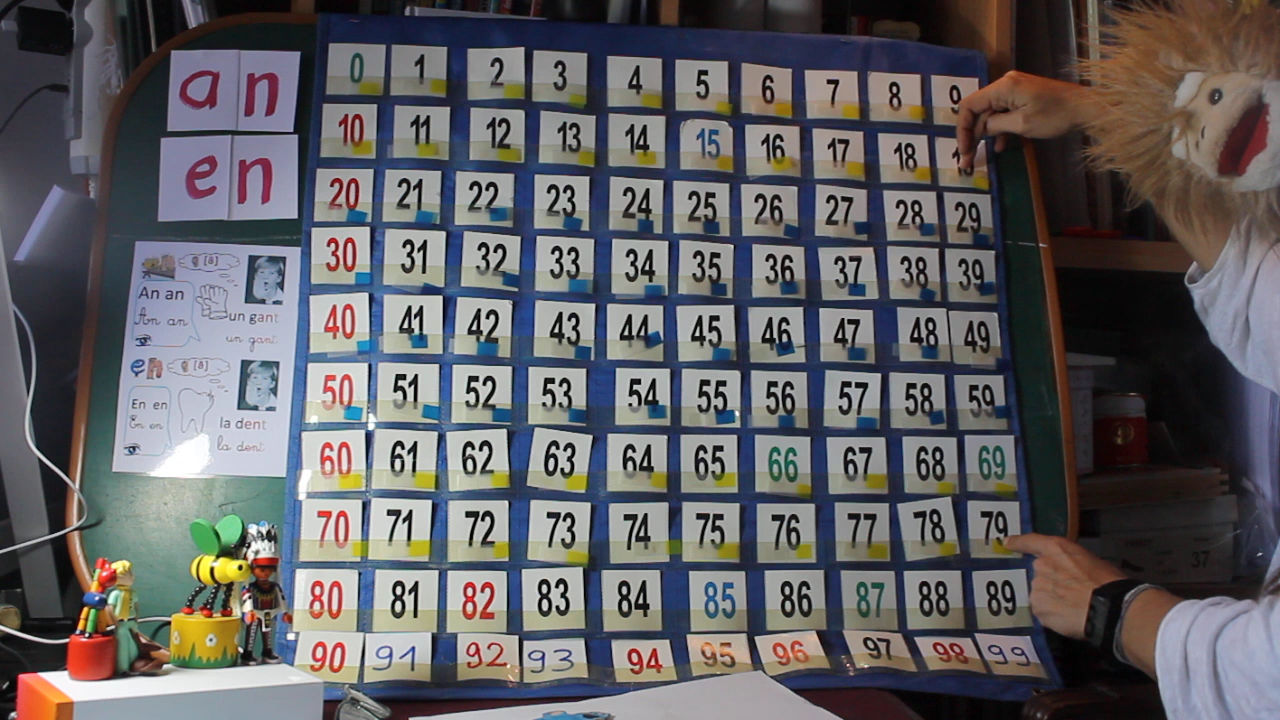 an
en
[ã]
An an
An an
un gant
un gant
[ã]
En en
En en
la dent
la dent
0 1 2 3 4 5 6 7 8 9
10 11 12 13 14 15 16 17 18
20 21 22 23 24 25 26 27 28 29
30 31 32 33 34 35 36 37 38 39
40 41 42 43 44 45 46 47 48 49
50 51 52 53 54 55 56 57 58 59
60 61 62 63 64 65 66 67 68 69
70 71 72 73 74 75 76 77 78 79
80 81 82 83 84 85 86 87 88 89
90 91 92 93 94 95 96 97 98 99
37